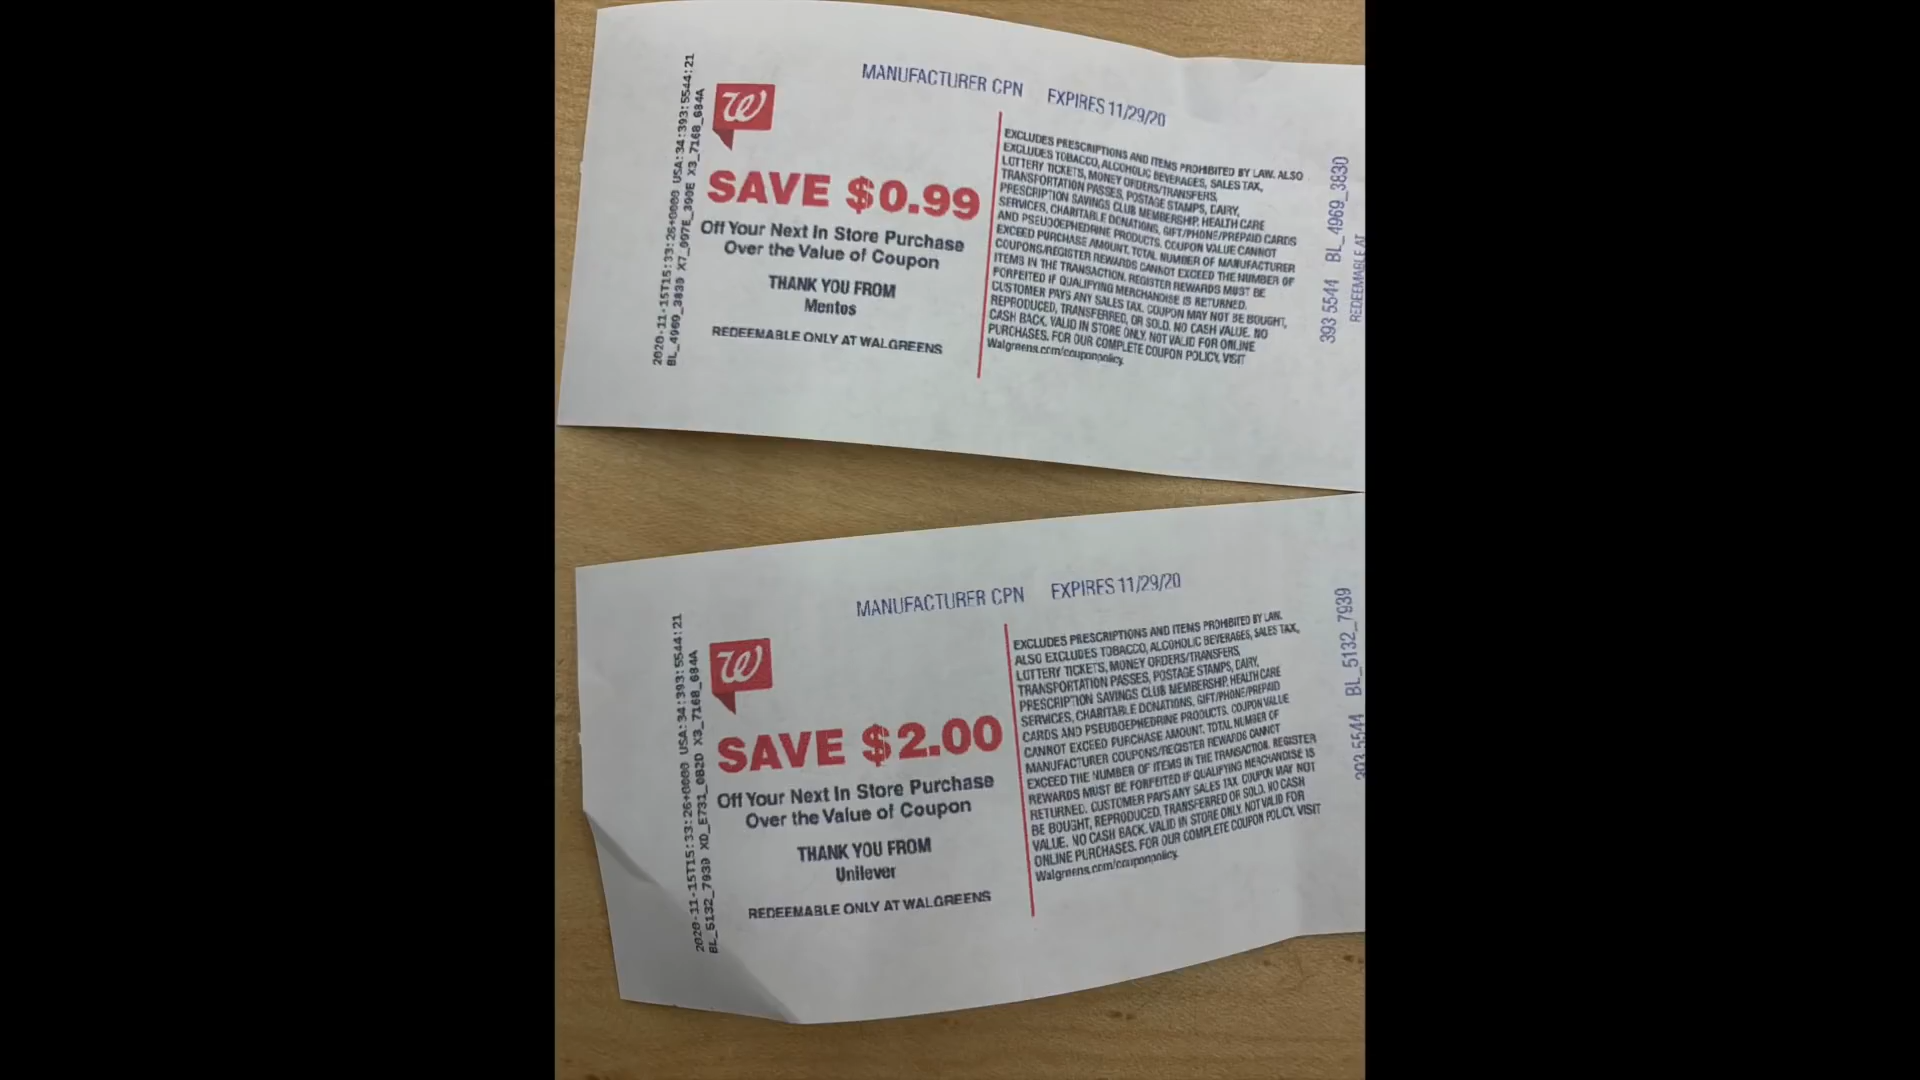 MANUFACTURER CPN EXPIRES 11/29/20
2020-11-15T15:33:26+0000 USA:34:393:5544:21
BL_4969_3830 X7_097E_390E X3_7168_684A
W
SAVE $0.99
Off Your Next In Store Purchase
Over the Value of Coupon
THANK YOU FROM
Mentos
REDEEMABLE ONLY AT WALGREENS
EXCLUDES PRESCRIPTIONS AND ITEMS PROHIBITED BY LAW. ALSO
EXCLUDES TOBACCO, ALCOHOLIC BEVERAGES, SALES TAX,
LOTTERY TICKETS, MONEY ORDERS/TRANSFERS,
TRANSPORTATION PASSES, POSTAGE STAMPS, DAIRY,
PRESCRIPTION SAVINGS CLUB MEMBERSHIP, HEALTH CARE
SERVICES, CHARITABLE DONATIONS, GIFT/PHONE/PREPAID CARDS
AND PSEUDOEPHEDRINE PRODUCTS. COUPON VALUE CANNOT
EXCEED PURCHASE AMOUNT. TOTAL NUMBER OF MANUFACTURER
COUPONS/REGISTER REWARDS CANNOT EXCEED THE NUMBER OF
ITEMS IN THE TRANSACTION. REGISTER REWARDS MUST BE
FORFEITED IF QUALIFYING MERCHANDISE IS RETURNED.
CUSTOMER PAYS ANY SALES TAX. COUPON MAY NOT BE BOUGHT,
REPRODUCED, TRANSFERRED, OR SOLD. NO CASH VALUE. NO
CASH BACK. VALID IN STORE ONLY. NOT VALID FOR ONLINE
PURCHASES. FOR OUR COMPLETE COUPON POLICY, VISIT
Walgreens.com/couponpolicy.
393 5544 BL_4969_3830
REDEEMABLE AT
MANUFACTURER CPN EXPIRES 11/29/20
2020-11-15T15:33:26+0000 USA:34:393:5544:21
BL_5132_7939 XD_E731_0B2D X3_7168_684A
W
SAVE $2.00
Off Your Next In Store Purchase
Over the Value of Coupon
THANK YOU FROM
Unilever
REDEEMABLE ONLY AT WALGREENS
EXCLUDES PRESCRIPTIONS AND ITEMS PROHIBITED BY LAW.
ALSO EXCLUDES TOBACCO, ALCOHOLIC BEVERAGES, SALES TAX,
LOTTERY TICKETS, MONEY ORDERS/TRANSFERS,
TRANSPORTATION PASSES, POSTAGE STAMPS, DAIRY,
PRESCRIPTION SAVINGS CLUB MEMBERSHIP, HEALTH CARE
SERVICES, CHARITABLE DONATIONS, GIFT/PHONE/PREPAID
CARDS AND PSEUDOEPHEDRINE PRODUCTS. COUPON VALUE
CANNOT EXCEED PURCHASE AMOUNT. TOTAL NUMBER OF
MANUFACTURER COUPONS/REGISTER REWARDS CANNOT
EXCEED THE NUMBER OF ITEMS IN THE TRANSACTION. REGISTER
REWARDS MUST BE FORFEITED IF QUALIFYING MERCHANDISE IS
RETURNED. CUSTOMER PAYS ANY SALES TAX. COUPON MAY NOT
BE BOUGHT, REPRODUCED, TRANSFERRED OR SOLD. NO CASH
VALUE. NO CASH BACK. VALID IN STORE ONLY. NOT VALID FOR
ONLINE PURCHASES. FOR OUR COMPLETE COUPON POLICY, VISIT
Walgreens.com/couponpolicy.
393 5544 BL_5132_7939